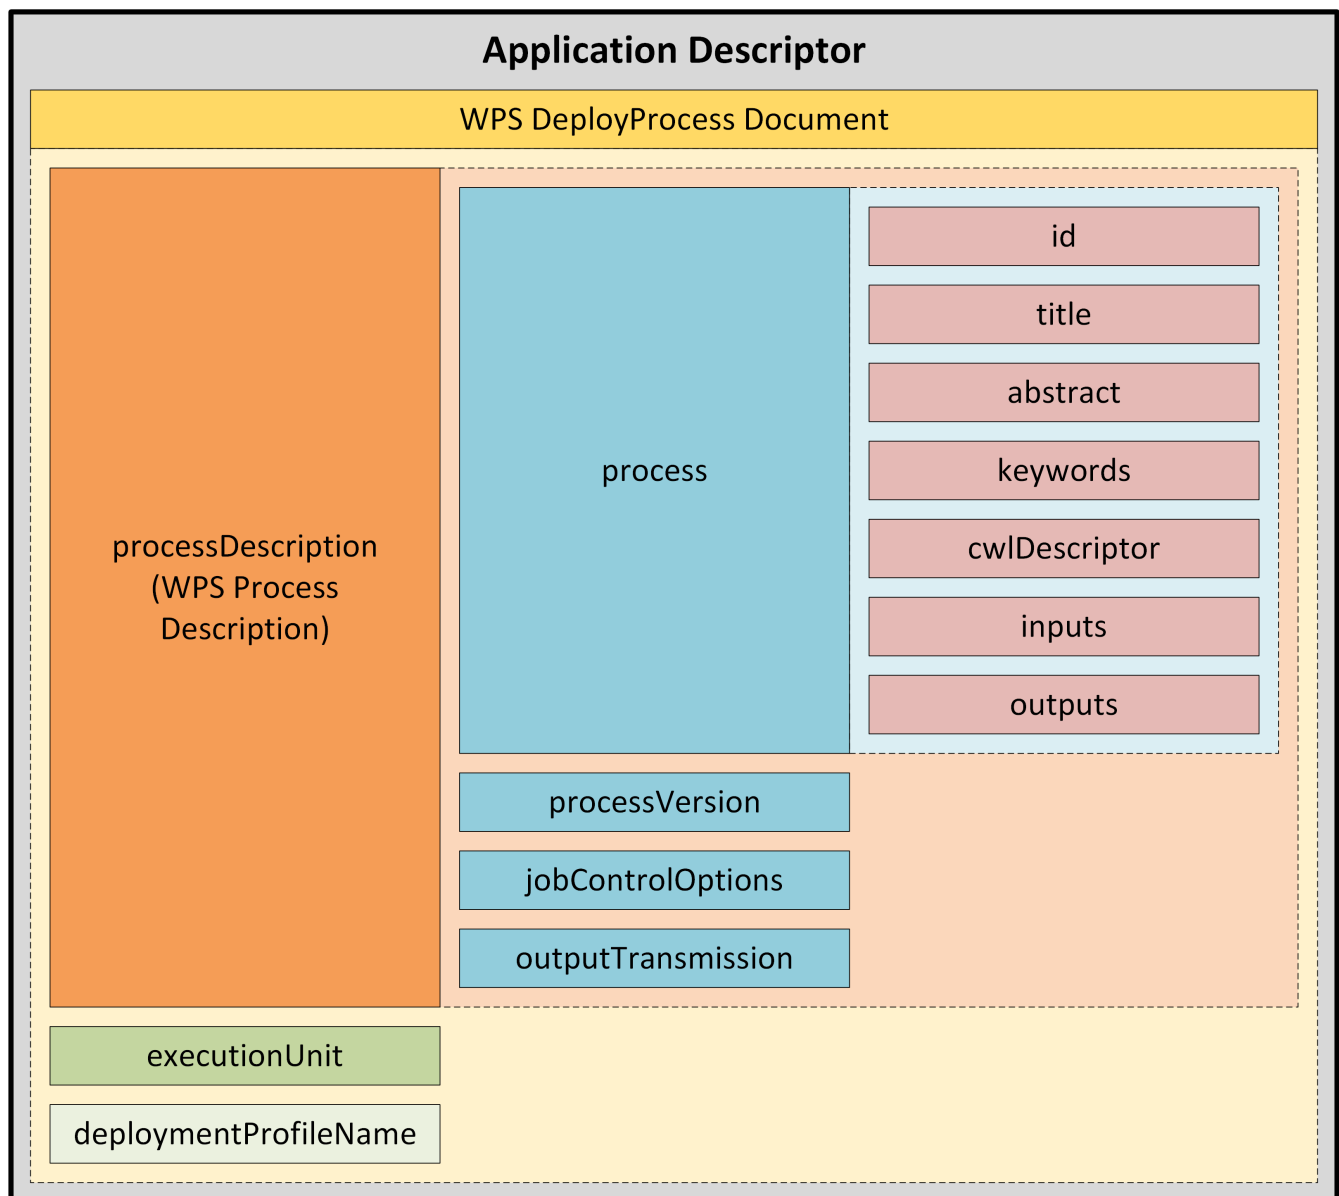 Application Descriptor
WPS DeployProcess Document
processDescription
(WPS Process
Description)
process
id
title
abstract
keywords
cwlDescriptor
inputs
outputs
processVersion
jobControlOptions
outputTransmission
executionUnit
deploymentProfileName